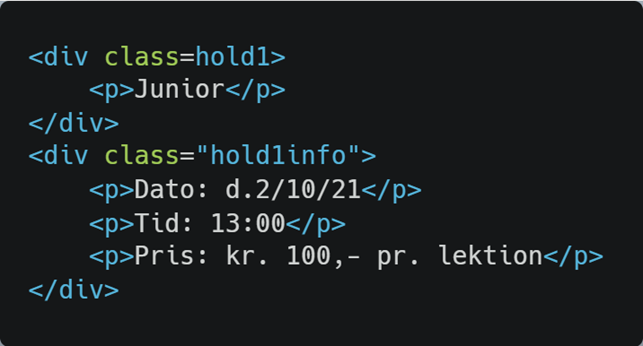 <div class=hold1>
<p>Junior</p>
</div>
<div class="hold1info">
<p>Dato: d.2/10/21</p>
<p>Tid: 13:00</p>
<p>Pris: kr. 100,- pr. lektion</p>
</div>